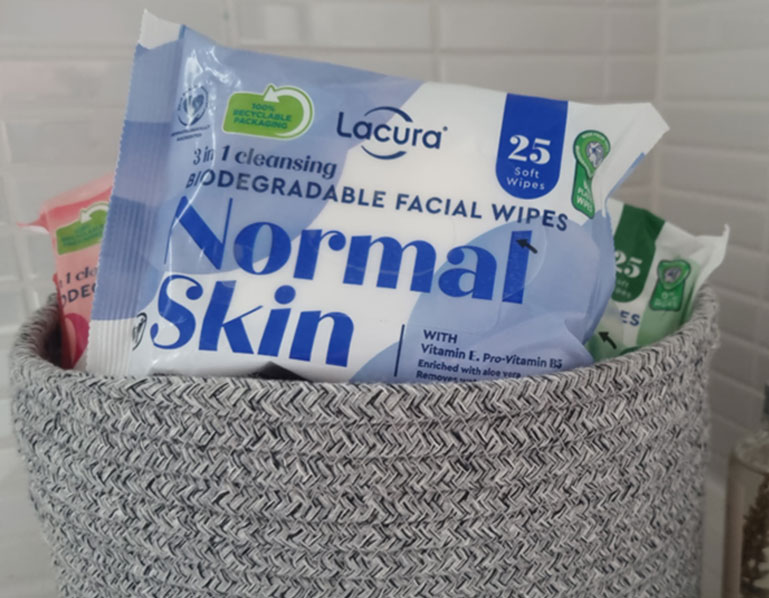 100%
RECYCLABLE
PACKAGING
Lacura
25
Soft
Wipes
3 in 1 cleansing
BIODEGRADABLE FACIAL WIPES
Normal
Skin
WITH
Vitamin E, Pro-Vitamin B5
Enriched with aloe vera
Removes
25